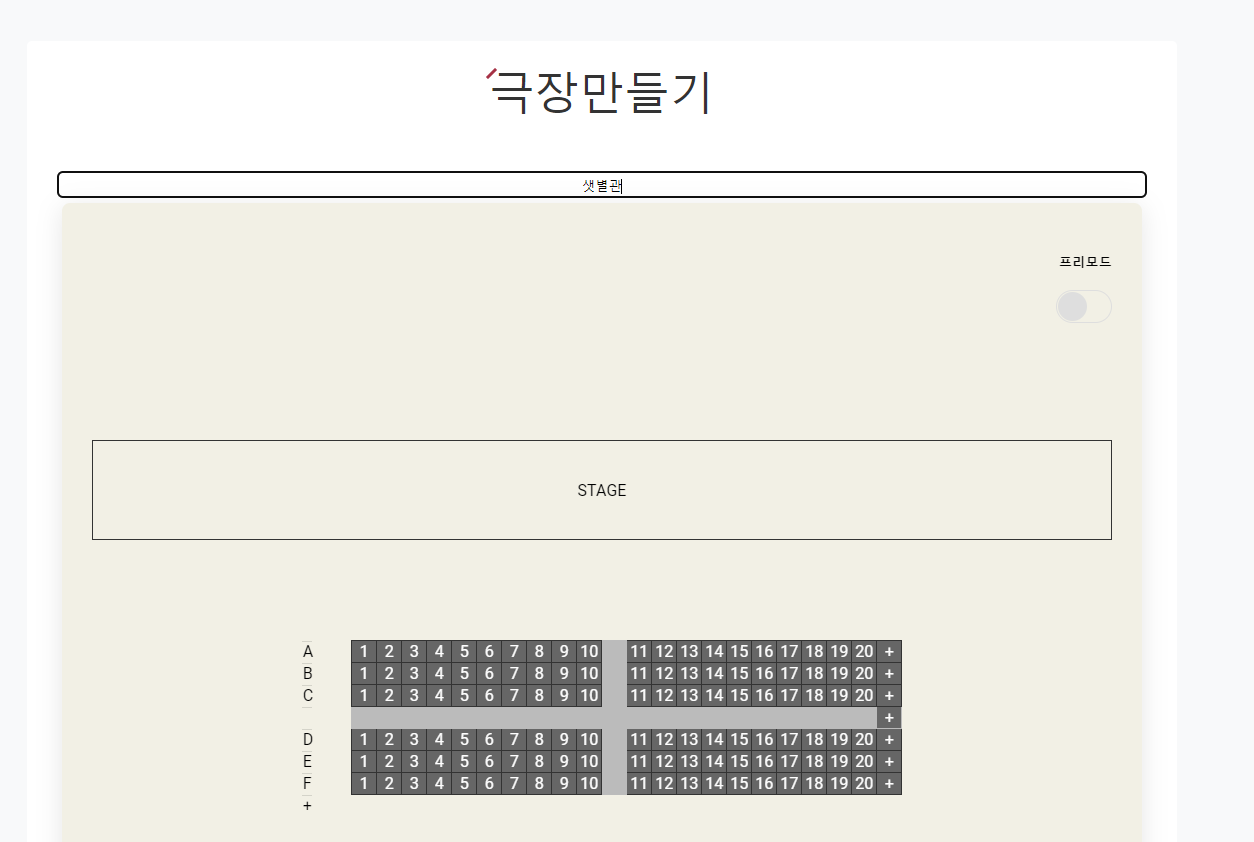 극장만들기
샛별관
프리모드
STAGE
A 1 2 3 4 5 6 7 8 9 10 11 12 13 14 15 16 17 18 19 20 +
B 1 2 3 4 5 6 7 8 9 10 11 12 13 14 15 16 17 18 19 20 +
C 1 2 3 4 5 6 7 8 9 10 11 12 13 14 15 16 17 18 19 20 +
+
D 1 2 3 4 5 6 7 8 9 10 11 12 13 14 15 16 17 18 19 20 +
E 1 2 3 4 5 6 7 8 9 10 11 12 13 14 15 16 17 18 19 20 +
F 1 2 3 4 5 6 7 8 9 10 11 12 13 14 15 16 17 18 19 20 +
+